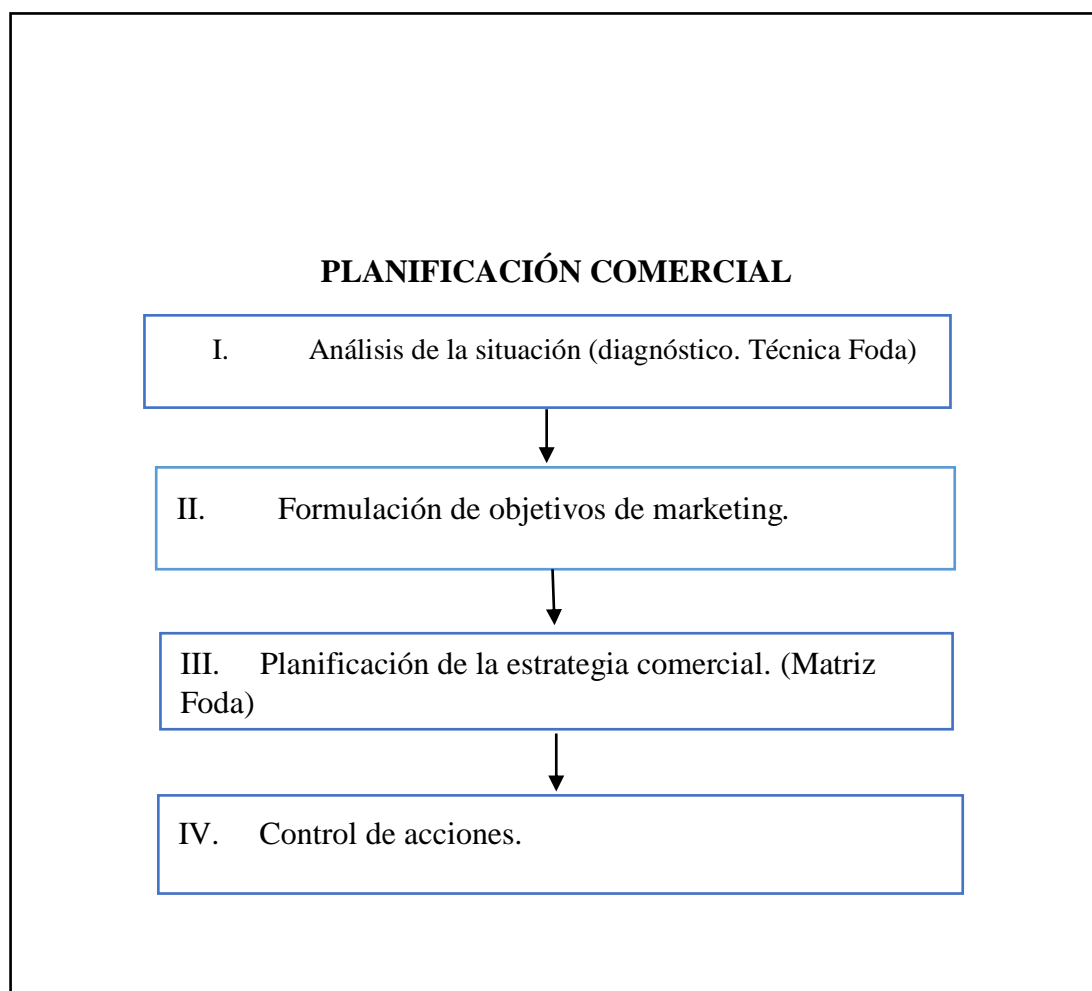 PLANIFICACIÓN COMERCIAL
I. Análisis de la situación (diagnóstico. Técnica Foda)
II. Formulación de objetivos de marketing.
III. Planificación de la estrategia comercial. (Matriz
Foda)
IV. Control de acciones.